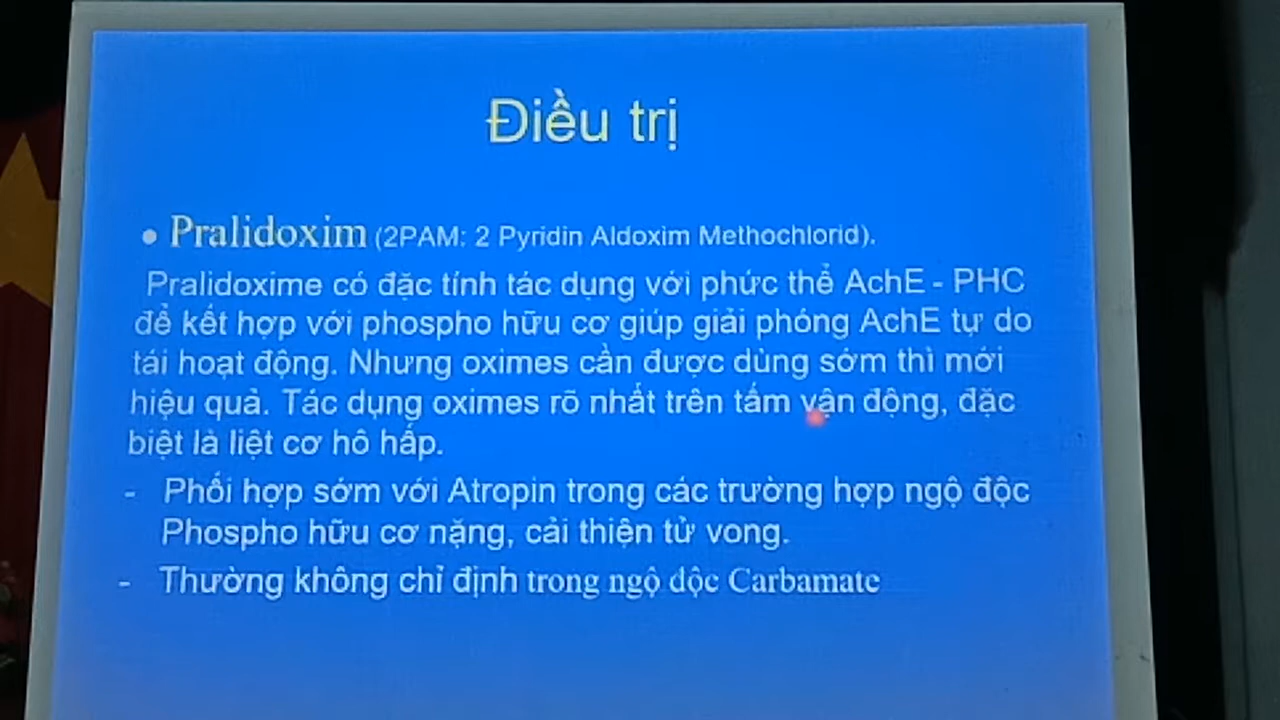 Điều trị
• Pralidoxim (2PAM: 2 Pyridin Aldoxim Methochlorid).
Pralidoxime có đặc tính tác dụng với phức thể AchE - PHC
để kết hợp với phospho hữu cơ giúp giải phóng AchE tự do
tái hoạt động. Nhưng oximes cần được dùng sớm thì mới
hiệu quả. Tác dụng oximes rõ nhất trên tấm vận động, đặc
biệt là liệt cơ hô hấp.
- Phối hợp sớm với Atropin trong các trường hợp ngộ độc
Phospho hữu cơ nặng, cải thiện tử vong.
- Thường không chỉ định trong ngộ độc Carbamate